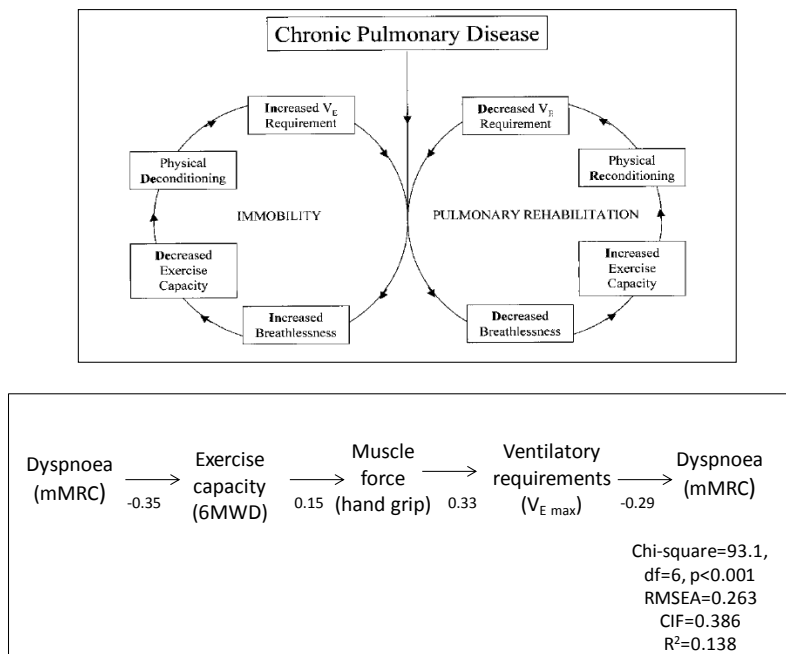 Chronic Pulmonary Disease
Increased VE
Requirement
Decreased VE
Requirement
Physical
Deconditioning
Physical
Reconditioning
IMMOBILITY
PULMONARY REHABILITATION
Decreased
Exercise
Capacity
Increased
Exercise
Capacity
Increased
Breathlessness
Decreased
Breathlessness
Dyspnoea
(mMRC)
-0.35
Exercise
capacity
(6MWD)
0.15
Muscle
force
(hand grip)
0.33
Ventilatory
requirements
(VE max)
-0.29
Dyspnoea
(mMRC)
Chi-square=93.1,
df=6, p<0.001
RMSEA=0.263
CIF=0.386
R²=0.138